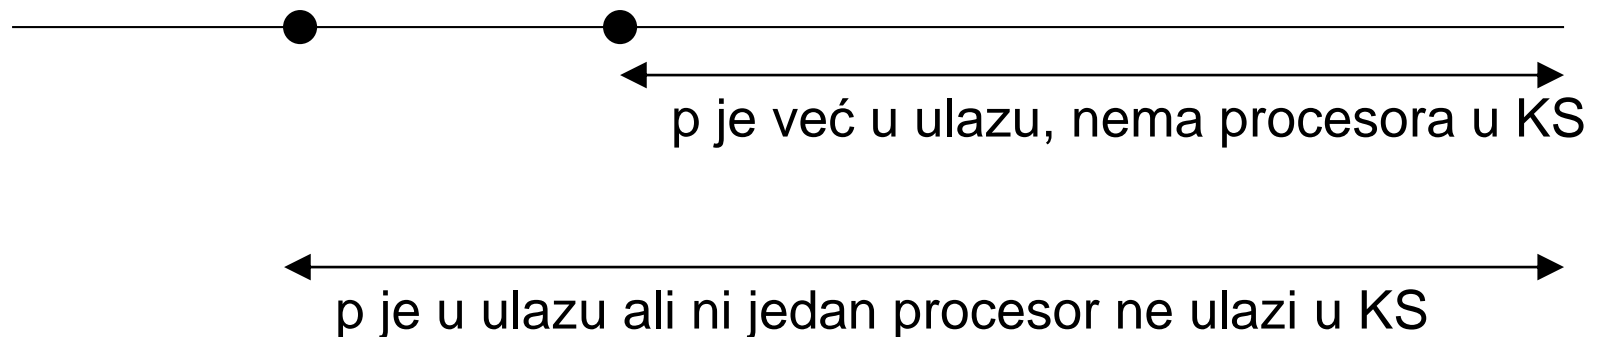 p je već u ulazu, nema procesora u KS
p je u ulazu ali ni jedan procesor ne ulazi u KS